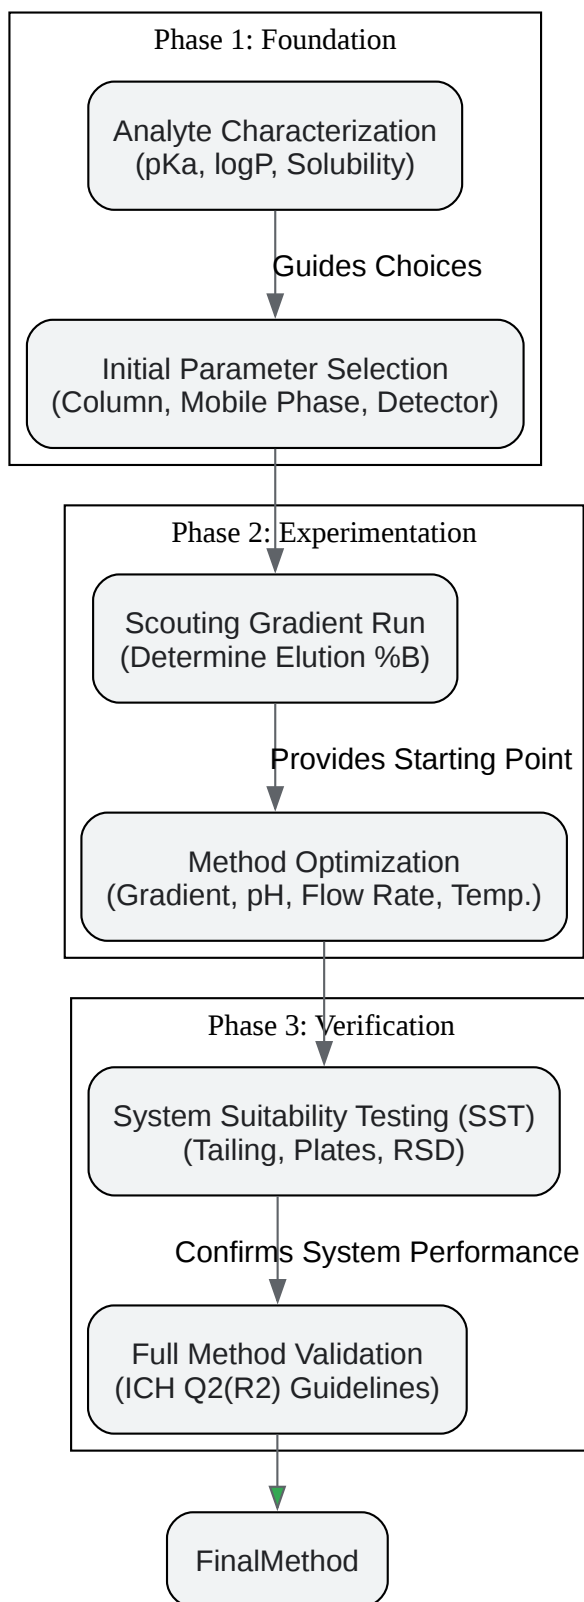 Phase 1: Foundation
Analyte Characterization
(pKa, logP, Solubility)
Guides Choices
Initial Parameter Selection
(Column, Mobile Phase, Detector)
Phase 2: Experimentation
Scouting Gradient Run
(Determine Elution %B)
Provides Starting Point
Method Optimization
(Gradient, pH, Flow Rate, Temp.)
Phase 3: Verification
System Suitability Testing (SST)
(Tailing, Plates, RSD)
Confirms System Performance
Full Method Validation
(ICH Q2(R2) Guidelines)
FinalMethod